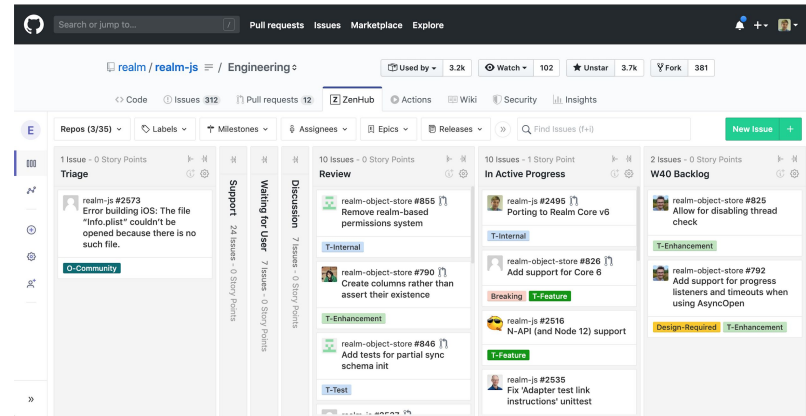 Search or jump to...
/
Pull requests Issues Marketplace Explore
realm / realm-js / Engineering
Used by 3.2k
Watch 102
Unstar 3.7k
Fork 381
Code
Issues 312
Pull requests 12
Z ZenHub
Actions
Wiki
Security
Insights
E
Repos (3/35)
Labels
Milestones
Assignees
Epics
Releases
Find Issues (f+i)
New Issue +
1 Issue - 0 Story Points
Triage
realm-js #2573
Error building iOS: The file
"Info.plist" couldn't be
opened because there is no
such file.
O-Community
Support 24 Issues - 0 Story Points
Waiting for User 7 Issues - 0 Story Points
Discussion 7 Issues - 0 Story Points
10 Issues - 0 Story Points
Review
realm-object-store #855
Remove realm-based
permissions system
T-Internal
realm-object-store #790
Create columns rather than
assert their existence
T-Enhancement
realm-object-store #846
Add tests for partial sync
schema init
T-Test
10 Issues - 1 Story Point
In Active Progress
realm-js #2495
Porting to Realm Core v6
T-Internal
realm-object-store #826
Add support for Core 6
Breaking T-Feature
realm-js #2516
N-API (and Node 12) support
T-Feature
realm-js #2535
Fix 'Adapter test link
instructions' unittest
2 Issues - 0 Story Points
W40 Backlog
realm-object-store #825
Allow for disabling thread
check
T-Enhancement
realm-object-store #792
Add support for progress
listeners and timeouts when
using AsyncOpen
Design-Required T-Enhancement